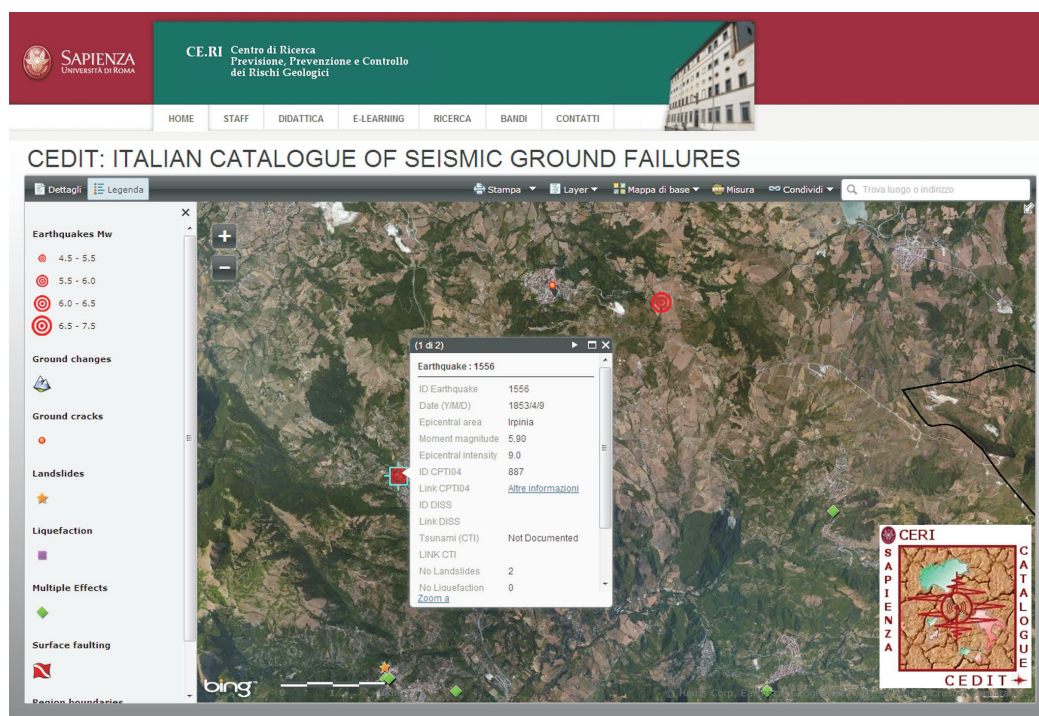 SAPIENZA
UNIVERSITÀ DI ROMA
CE.RI Centro di Ricerca
Previsione, Prevenzione e Controllo
dei Rischi Geologici
HOME STAFF DIDATTICA E-LEARNING RICERCA BANDI CONTATTI
CEDIT: ITALIAN CATALOGUE OF SEISMIC GROUND FAILURES
Dettagli Legenda Stampa Layer Mappa di base Misura Condividi Trova luogo o indirizzo
Earthquakes Mw
4.5 - 5.5
5.5 - 6.0
6.0 - 6.5
6.5 - 7.5
Ground changes
Ground cracks
Landslides
Liquefaction
Multiple Effects
Surface faulting
Region boundaries
(1 di 2)
Earthquake : 1556
ID Earthquake 1556
Date (Y/M/D) 1853/4/9
Epicentral area Irpinia
Moment magnitude 5,90
Epicentral intensity 9.0
ID CPTI04 887
Link CPTI04 Altre informazioni
ID DISS
Link DISS
Tsunami (CTI) Not Documented
LINK CTI
No Landslides 2
No Liquefaction 0
Zoom a
bing
CERI
SAPIENZA
CATALOGUE
CEDIT